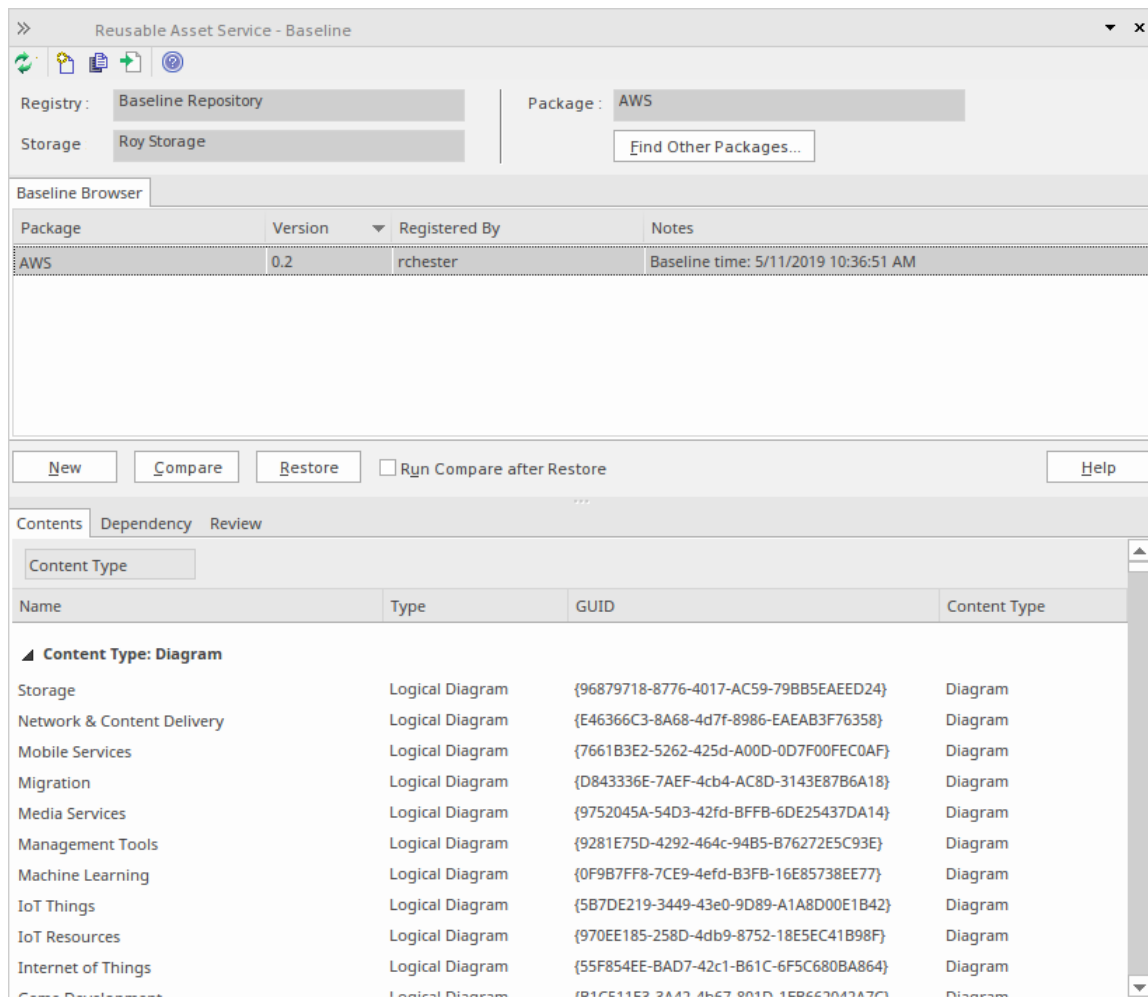 Reusable Asset Service - Baseline
Registry : Baseline Repository Package : AWS
Storage Roy Storage Find Other Packages...
Baseline Browser
Package Version Registered By Notes
AWS 0.2 rchester Baseline time: 5/11/2019 10:36:51 AM
New Compare Restore Run Compare after Restore Help
Contents Dependency Review
Content Type
Name Type GUID Content Type
Content Type: Diagram
Storage Logical Diagram {96879718-8776-4017-AC59-79BB5EAEED24} Diagram
Network & Content Delivery Logical Diagram {E46366C3-8A68-4d7f-8986-EAEAB3F76358} Diagram
Mobile Services Logical Diagram {7661B3E2-5262-425d-A00D-0D7F00FEC0AF} Diagram
Migration Logical Diagram {D843336E-7AEF-4cb4-AC8D-3143E87B6A18} Diagram
Media Services Logical Diagram {9752045A-54D3-42fd-BFFB-6DE25437DA14} Diagram
Management Tools Logical Diagram {9281E75D-4292-464c-94B5-B76272E5C93E} Diagram
Machine Learning Logical Diagram {0F9B7FF8-7CE9-4efd-B3FB-16E85738EE77} Diagram
IoT Things Logical Diagram {5B7DE219-3449-43e0-9D89-A1A8D00E1B42} Diagram
IoT Resources Logical Diagram {970EE185-258D-4db9-8752-18E5EC41B98F} Diagram
Internet of Things Logical Diagram {55F854EE-BAD7-42c1-B61C-6F5C680BA864} Diagram
Game Development Logical Diagram Diagram